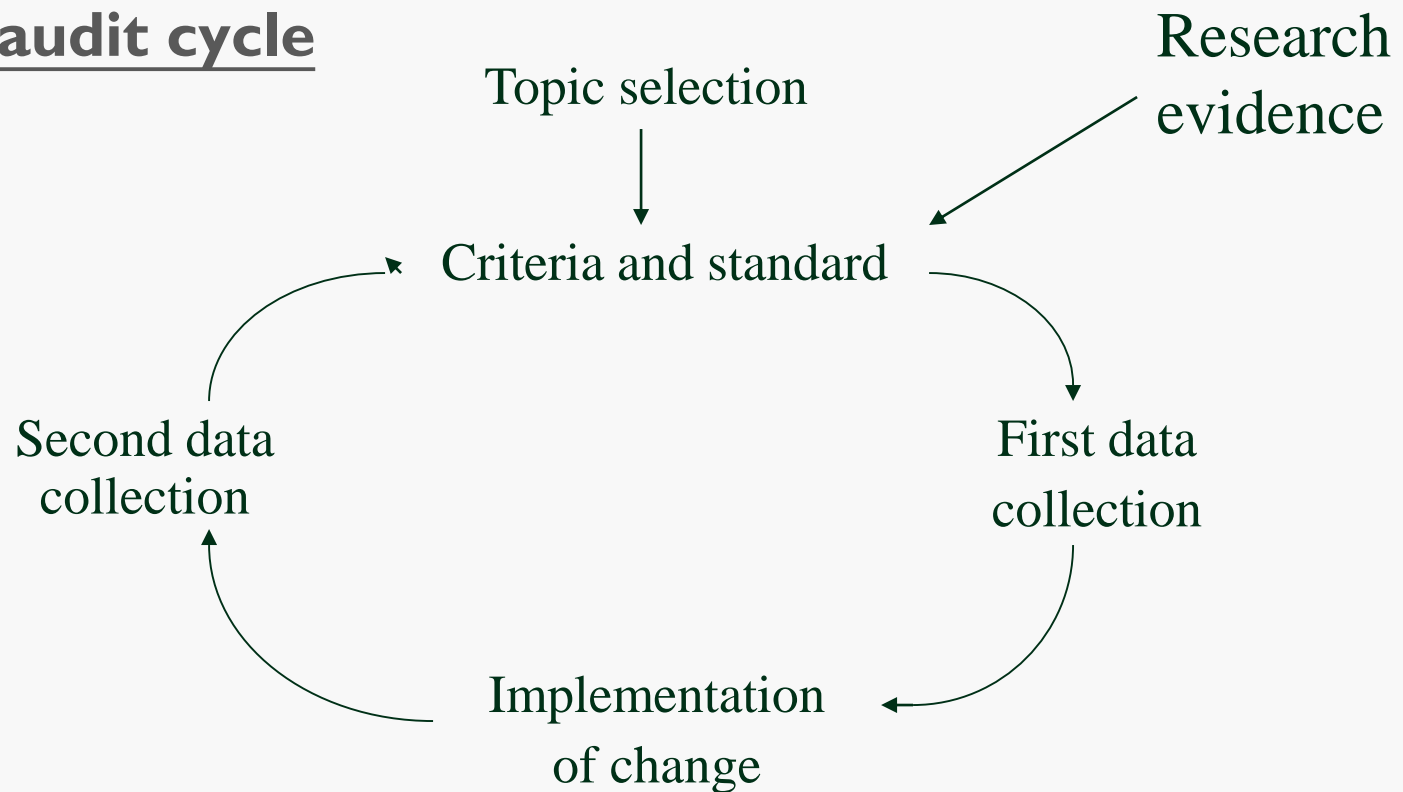 audit cycle
Research
evidence
Topic selection
Criteria and standard
First data
collection
Second data
collection
Implementation
of change